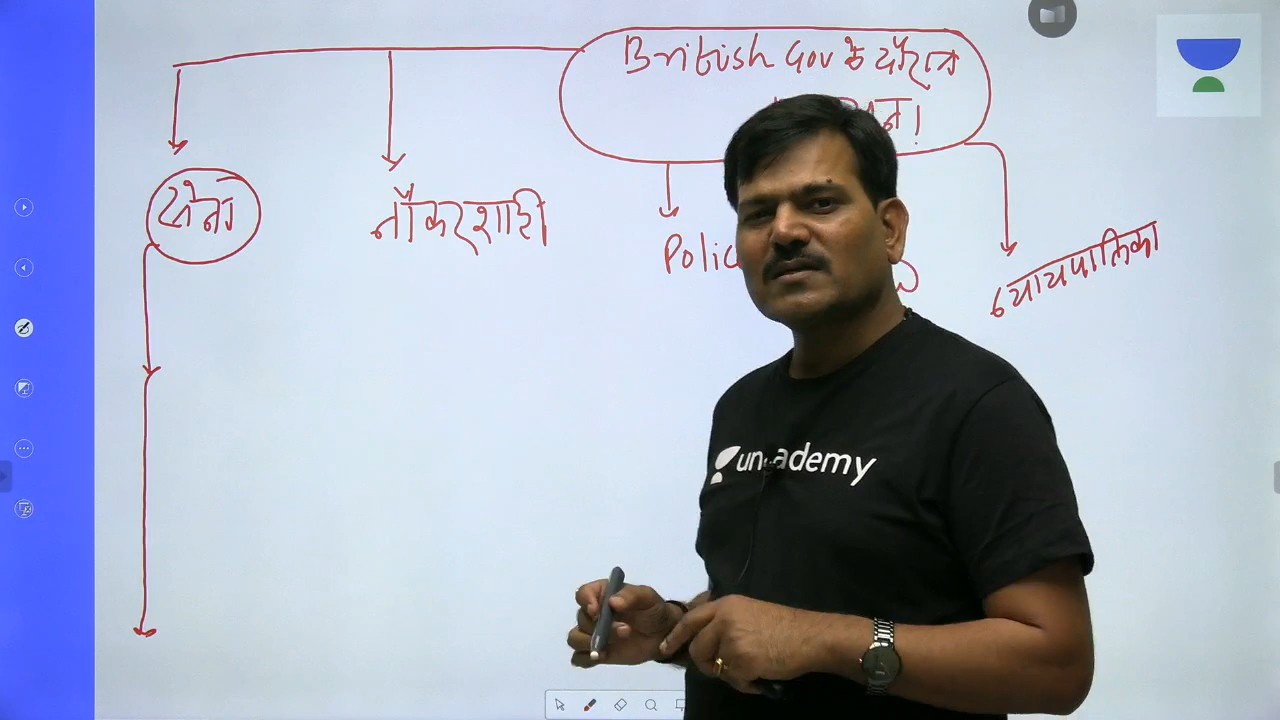 British Gov के दौरान
सेना
नौकरशाही
Polic
न्यायपालिका
unacademy